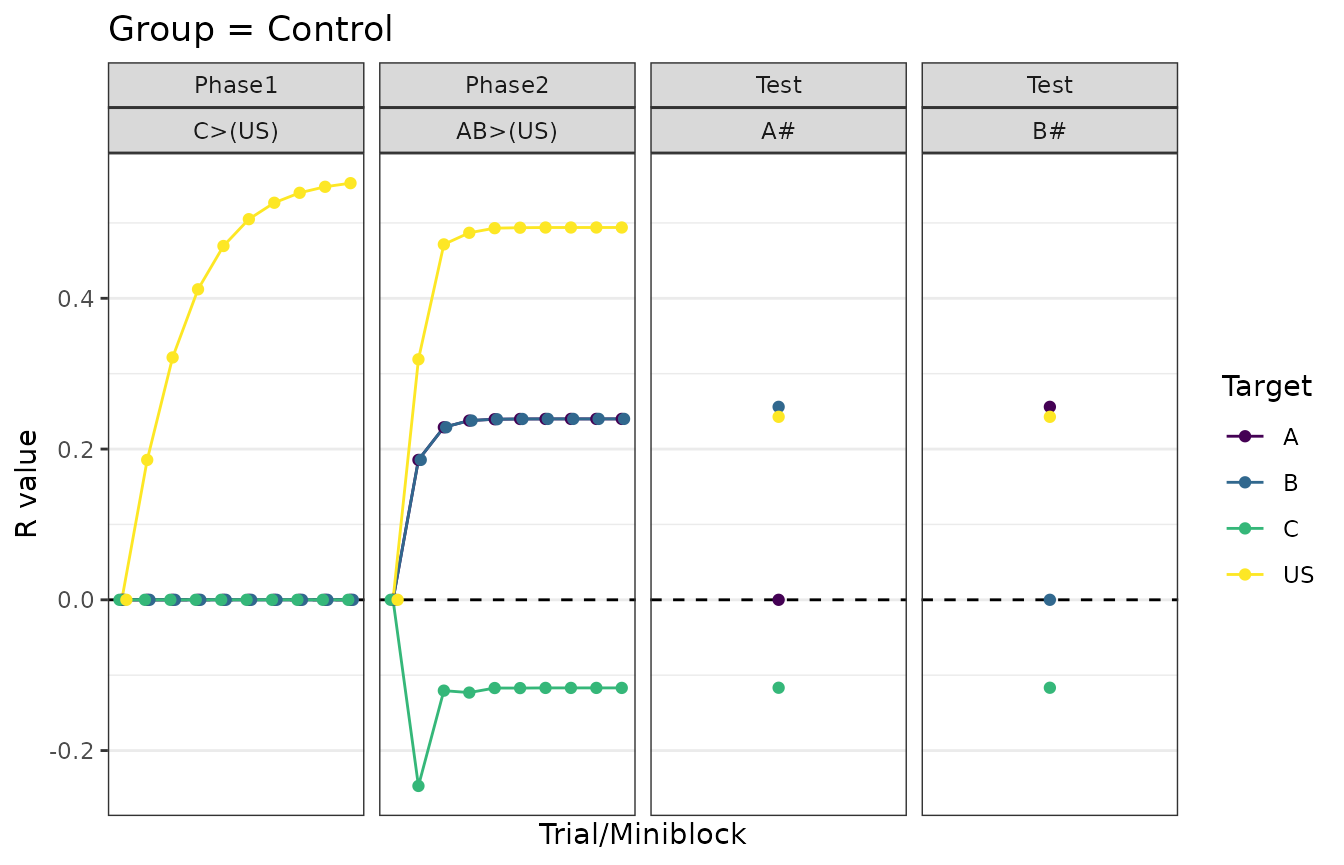 Group = Control
Phase1
Phase2
Test
Test
C>(US)
AB>(US)
A#
B#
R value
0.4
0.2
0.0
-0.2
Trial/Miniblock
Target
A
B
C
US